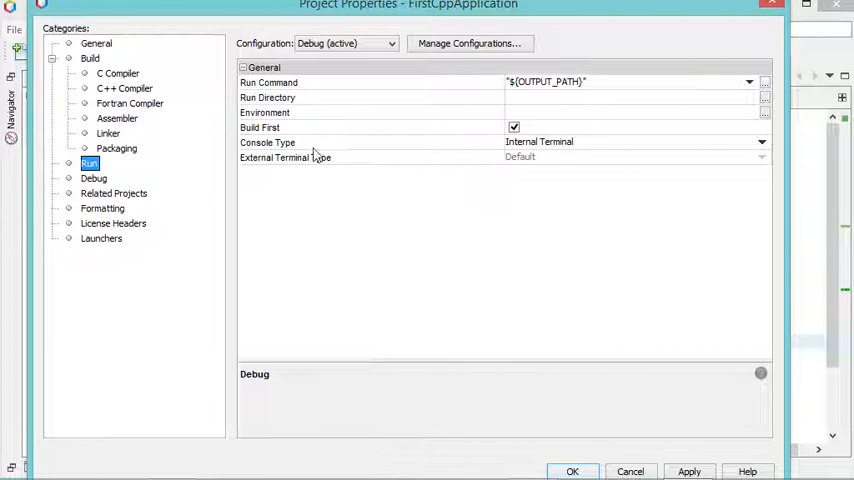 Project Properties - FirstCppApplication
File
Categories:
General
Build
C Compiler
C++ Compiler
Fortran Compiler
Assembler
Linker
Packaging
Run
Debug
Related Projects
Formatting
License Headers
Launchers
Configuration: Debug (active) Manage Configurations...
General
Run Command "${OUTPUT_PATH}" ...
Run Directory ...
Environment ...
Build First
Console Type Internal Terminal
External Terminal Type Default
Debug
OK Cancel Apply Help
Navigator